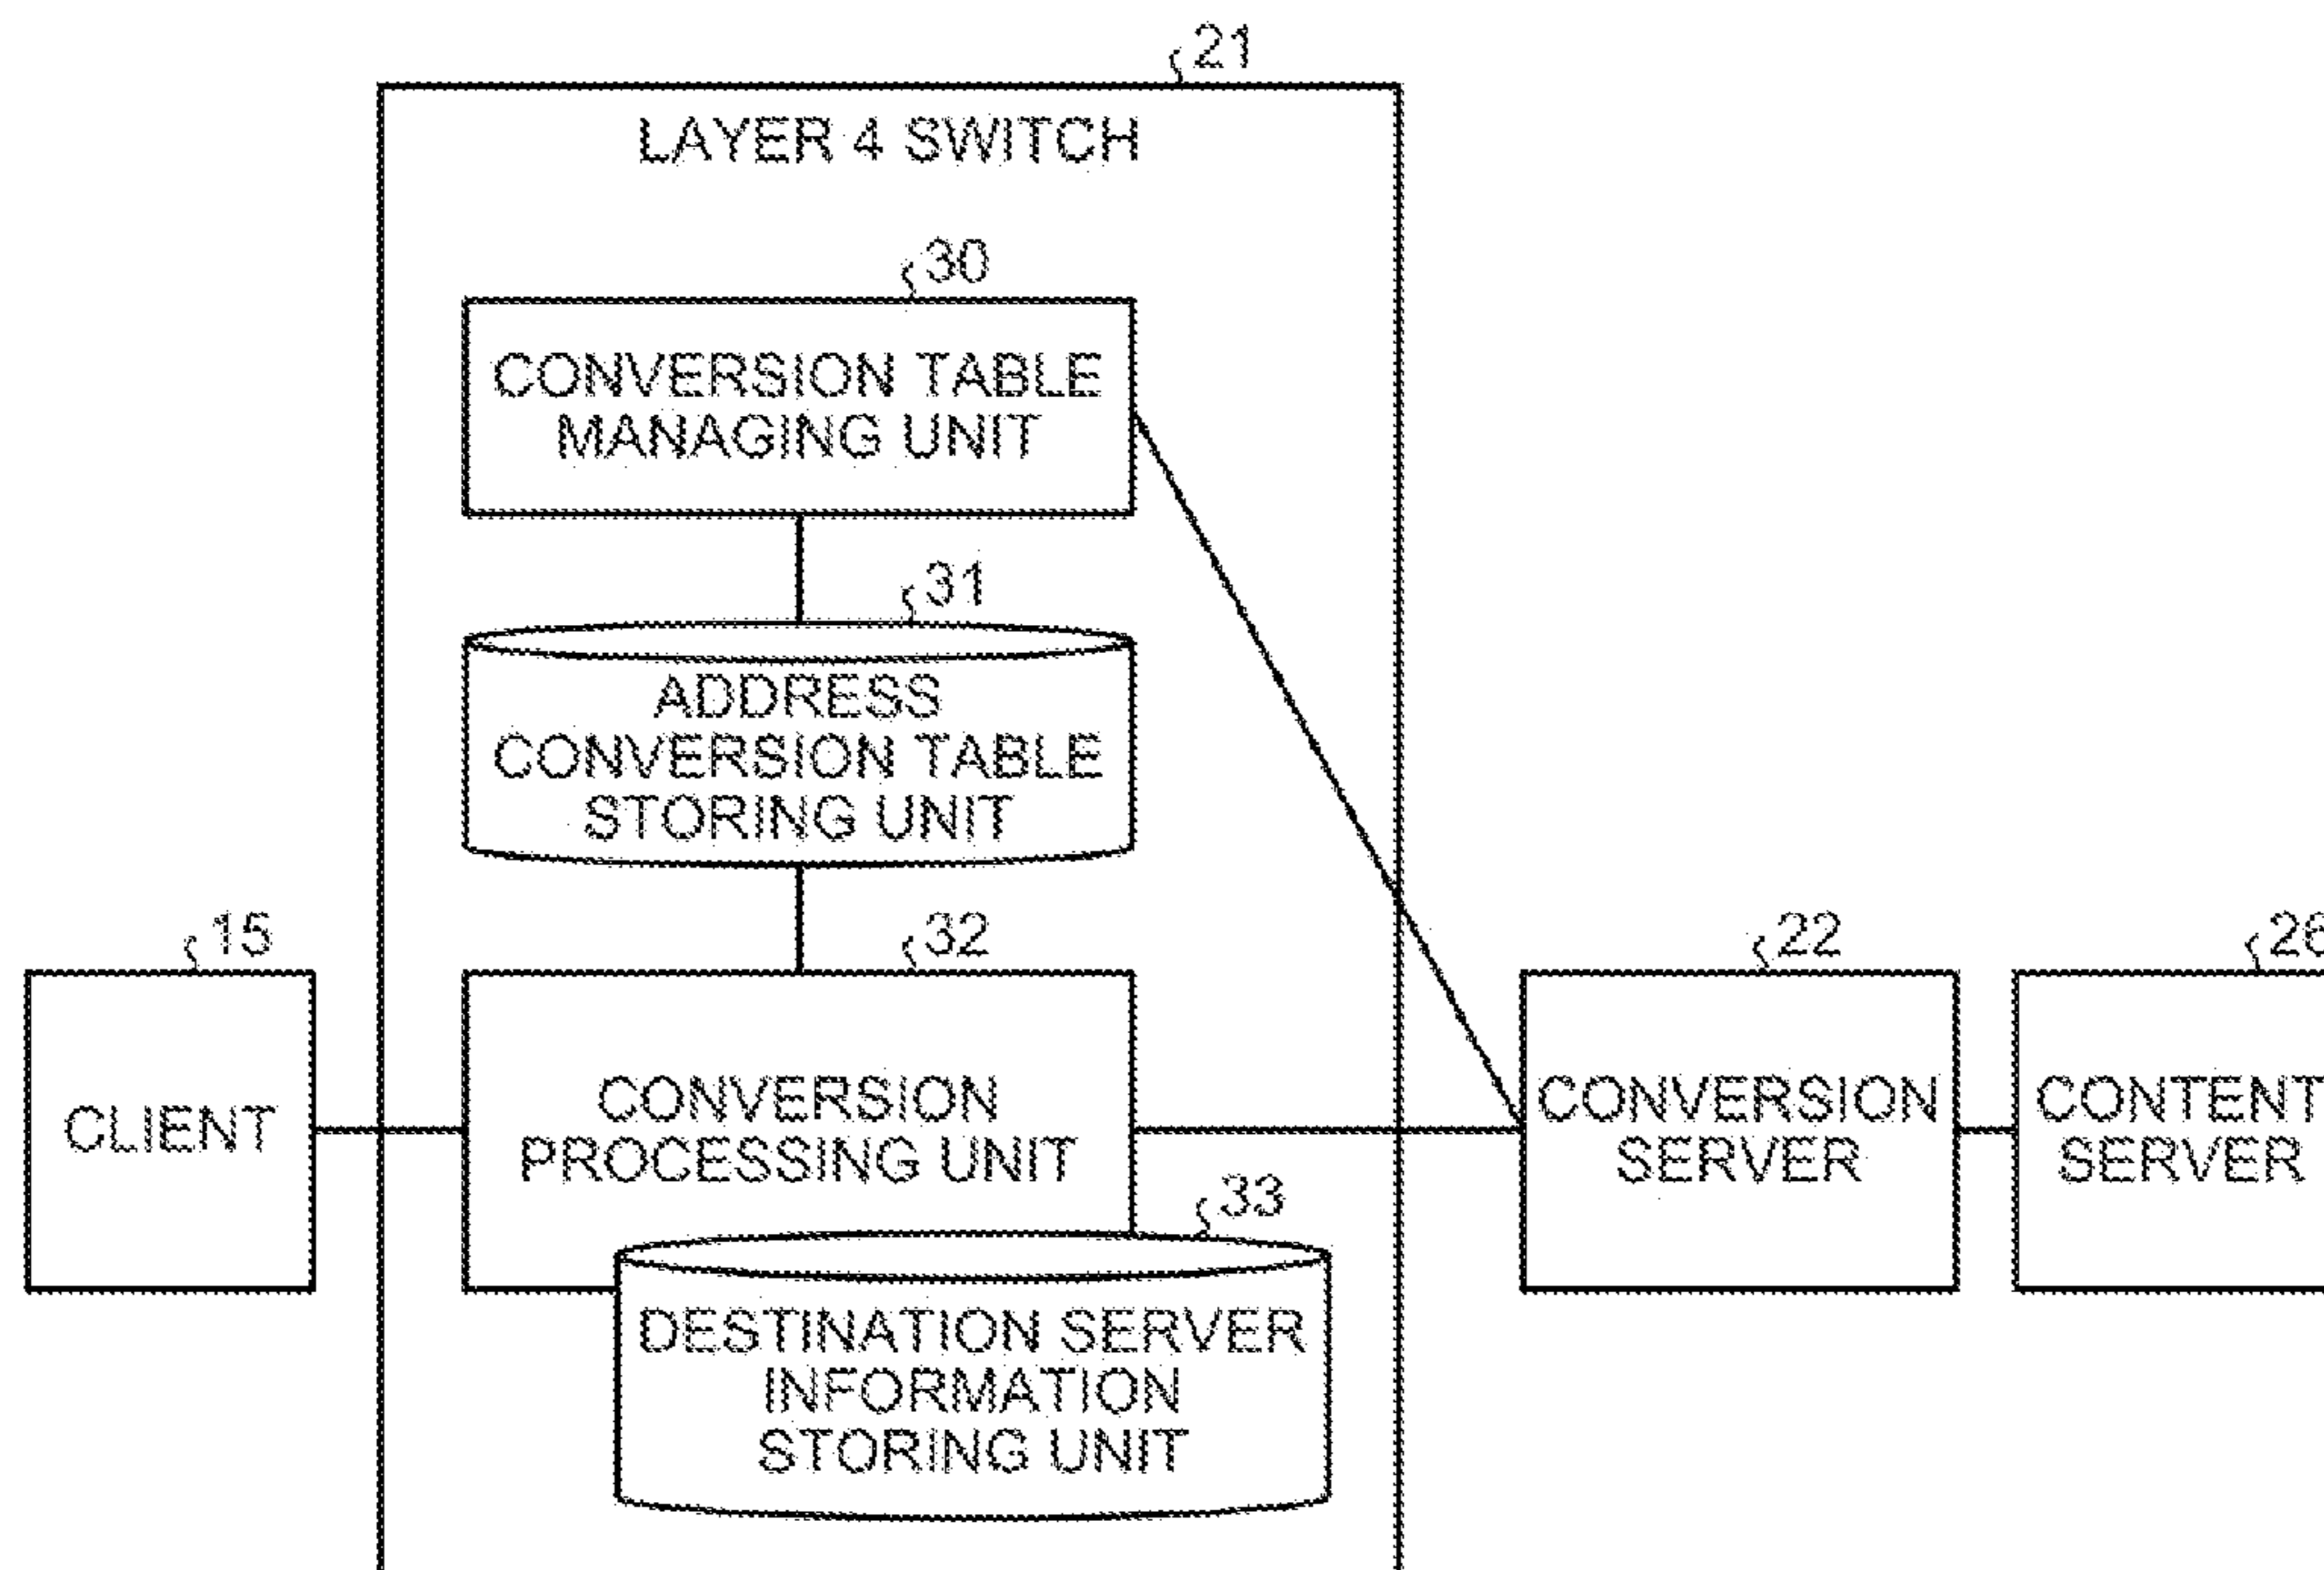 21
LAYER 4 SWITCH
30
CONVERSION TABLE
MANAGING UNIT
31
ADDRESS
CONVERSION TABLE
STORING UNIT
15
32
22
26
CLIENT
CONVERSION
PROCESSING UNIT
CONVERSION
SERVER
CONTENT
SERVER
33
DESTINATION SERVER
INFORMATION
STORING UNIT